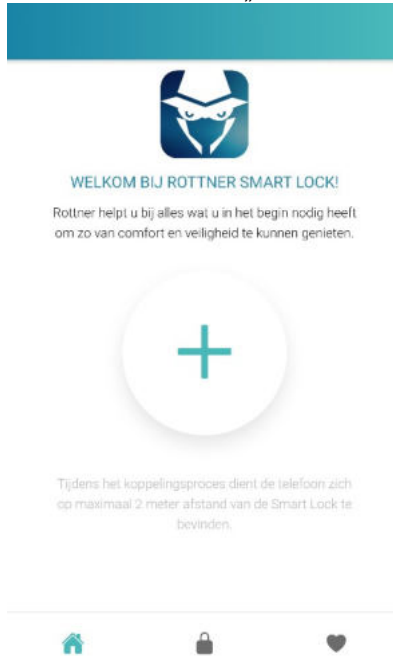 WELKOM BIJ ROTTNER SMART LOCK!
Rottner helpt u bij alles wat u in het begin nodig heeft
om zo van comfort en veiligheid te kunnen genieten.
Tijdens het koppelingsproces dient de telefoon zich
op maximaal 2 meter afstand van de Smart Lock te
bevinden.